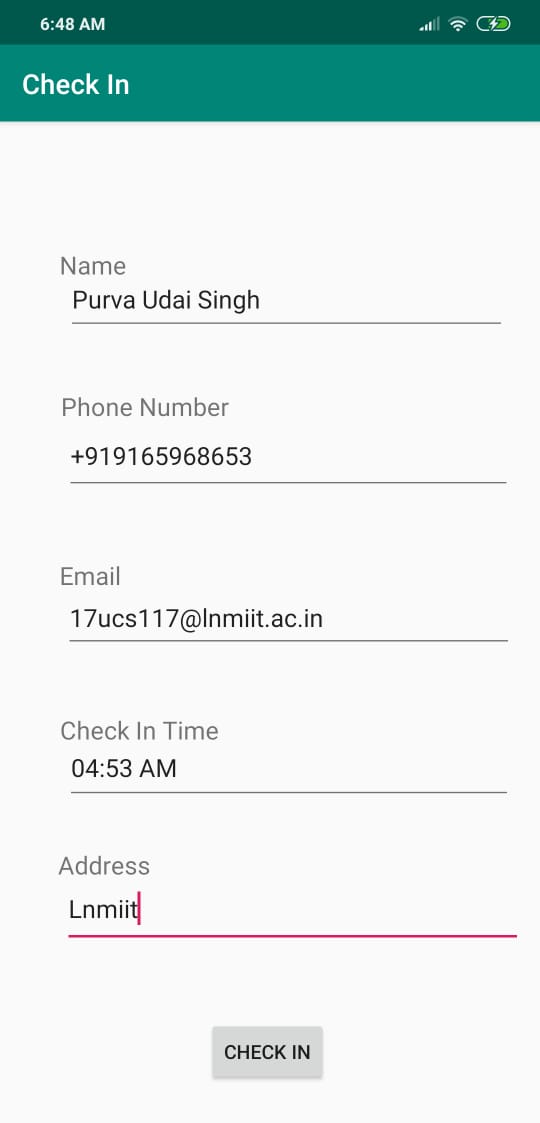 6:48 AM
Check In
Name
Purva Udai Singh
Phone Number
+919165968653
Email
17ucs117@lnmiit.ac.in
Check In Time
04:53 AM
Address
Lnmiit
CHECK IN